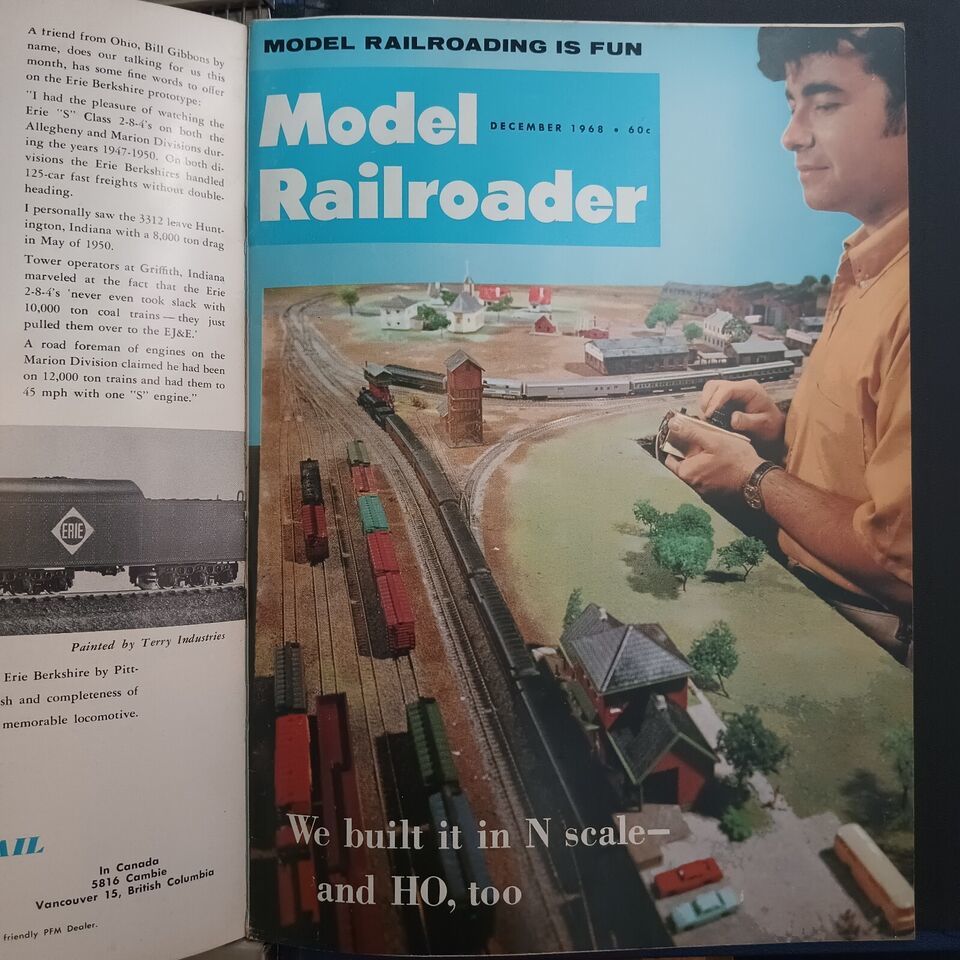 A friend from Ohio, Bill Gibbons by
name, does our talking for us this
month, has some fine words to offer
on the Erie Berkshire prototype:
"I had the pleasure of watching the
Erie "S" Class 2-8-4's on both the
Allegheny and Marion Divisions dur-
ing the years 1947-1950. On both di-
visions the Erie Berkshires handled
125-car fast freights without double-
heading.
I personally saw the 3312 leave Hunt-
ington, Indiana with a 8,000 ton drag
in May of 1950.
Tower operators at Griffith, Indiana
marveled at the fact that the Erie
2-8-4's 'never even took slack with
10,000 ton coal trains — they just
pulled them over to the EJ&E.'
A road foreman of engines on the
Marion Division claimed he had been
on 12,000 ton trains and had them to
45 mph with one "S" engine."
ERIE
Painted by Terry Industries
Erie Berkshire by Pitt-
sh and completeness of
memorable locomotive.
AIL
In Canada
5816 Cambie
Vancouver 15, British Columbia
friendly PFM Dealer.
MODEL RAILROADING IS FUN
Model
DECEMBER 1968 • 60c
Railroader
We built it in N scale—
and HO, too